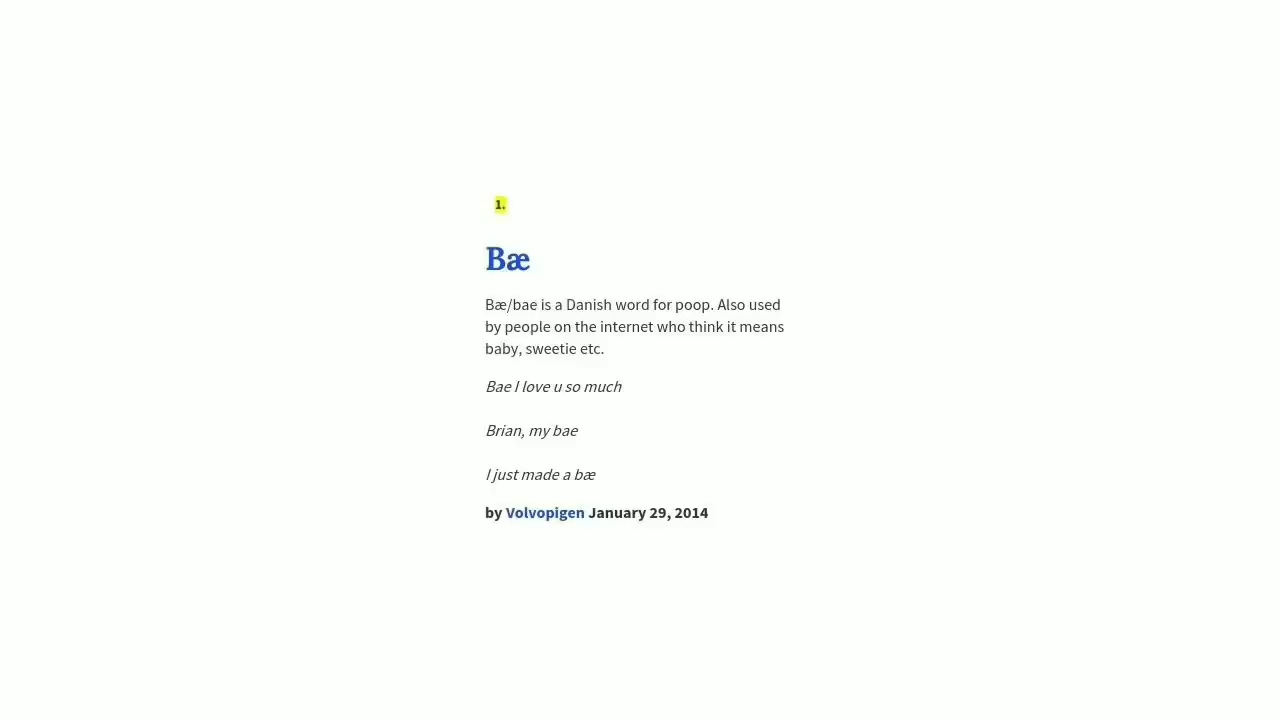 1.
Bæ
Bæ/bae is a Danish word for poop. Also used
by people on the internet who think it means
baby, sweetie etc.
Bae I love u so much
Brian, my bae
I just made a bæ
by Volvopigen January 29, 2014